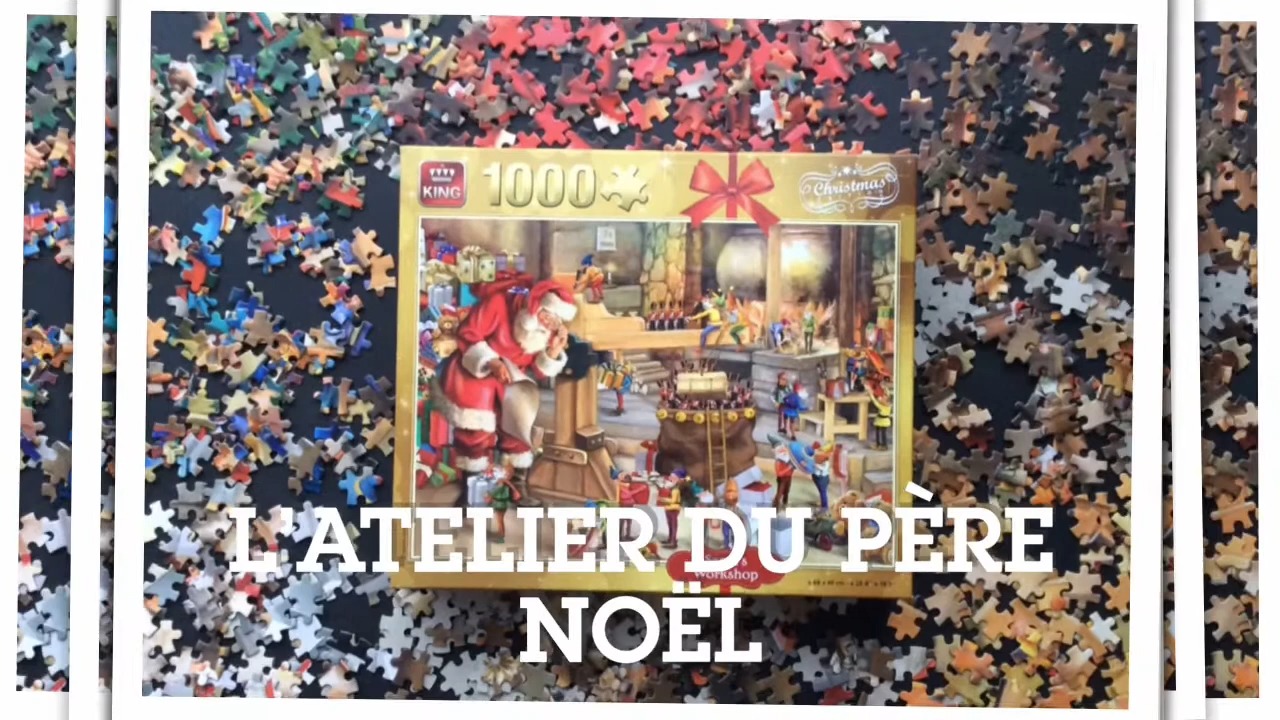 KING
1000
Christmas
L'ATELIER DU PÈRE
Workshop
NOËL